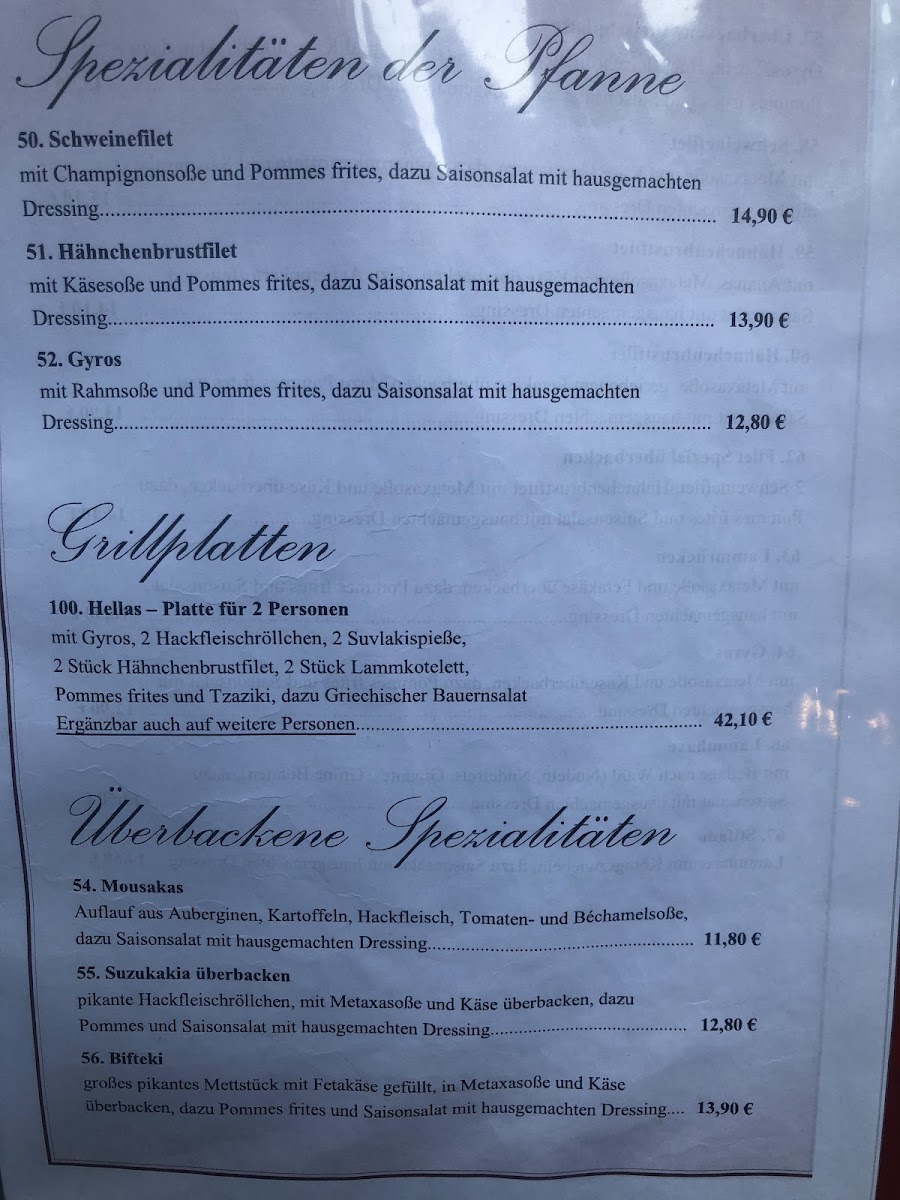 Spezialitäten der Pfanne
50. Schweinefilet
mit Champignonsoße und Pommes frites, dazu Saisonsalat mit hausgemachten
Dressing.......................................................................................................... 14,90 €
51. Hähnchenbrustfilet
mit Käsesoße und Pommes frites, dazu Saisonsalat mit hausgemachten
Dressing.......................................................................................................... 13,90 €
52. Gyros
mit Rahmsoße und Pommes frites, dazu Saisonsalat mit hausgemachten
Dressing.......................................................................................................... 12,80 €
Grillplatten
100. Hellas – Platte für 2 Personen
mit Gyros, 2 Hackfleischröllchen, 2 Suvlakispieße,
2 Stück Hähnchenbrustfilet, 2 Stück Lammkotelett,
Pommes frites und Tzaziki, dazu Griechischer Bauernsalat
Ergänzbar auch auf weitere Personen.................................................................. 42,10 €
Überbackene Spezialitäten
54. Mousakas
Auflauf aus Auberginen, Kartoffeln, Hackfleisch, Tomaten- und Béchamelsoße,
dazu Saisonsalat mit hausgemachten Dressing.................................................... 11,80 €
55. Suzukakia überbacken
pikante Hackfleischröllchen, mit Metaxasoße und Käse überbacken, dazu
Pommes und Saisonsalat mit hausgemachten Dressing...................................... 12,80 €
56. Bifteki
großes pikantes Mettstück mit Fetakäse gefüllt, in Metaxasoße und Käse
überbacken, dazu Pommes frites und Saisonsalat mit hausgemachten Dressing.... 13,90 €